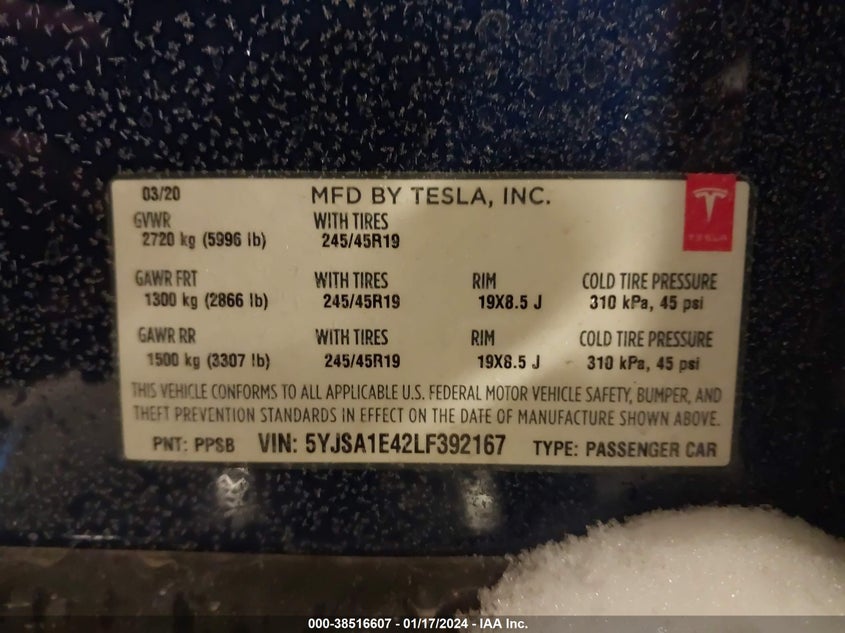 03/20 MFD BY TESLA, INC.
GVWR WITH TIRES
2720 kg (5996 lb) 245/45R19
TESLA
GAWR FRT WITH TIRES RIM COLD TIRE PRESSURE
1300 kg (2866 lb) 245/45R19 19X8.5 J 310 kPa, 45 psi
GAWR RR WITH TIRES RIM COLD TIRE PRESSURE
1500 kg (3307 lb) 245/45R19 19X8.5 J 310 kPa, 45 psi
THIS VEHICLE CONFORMS TO ALL APPLICABLE U.S. FEDERAL MOTOR VEHICLE SAFETY, BUMPER, AND
THEFT PREVENTION STANDARDS IN EFFECT ON THE DATE OF MANUFACTURE SHOWN ABOVE.
PNT: PPSB VIN: 5YJSA1E42LF392167 TYPE: PASSENGER CAR
000-38516607 - 01/17/2024 - IAA Inc.